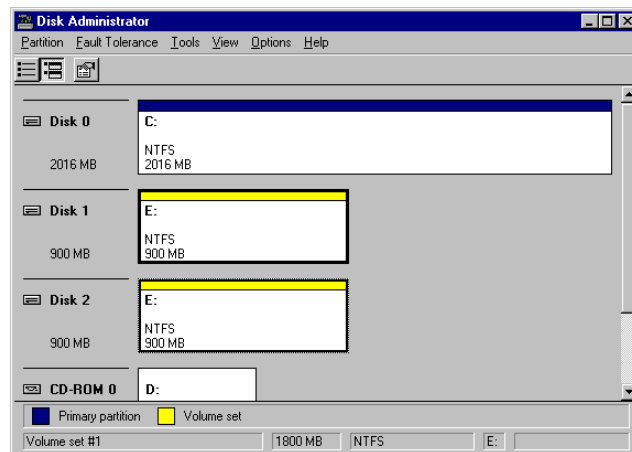 Disk Administrator
Partition Fault Tolerance Tools View Options Help
Disk 0
2016 MB
C:
NTFS
2016 MB
Disk 1
900 MB
E:
NTFS
900 MB
Disk 2
900 MB
E:
NTFS
900 MB
CD-ROM 0
D:
Primary partition Volume set
Volume set #1 1800 MB NTFS E: